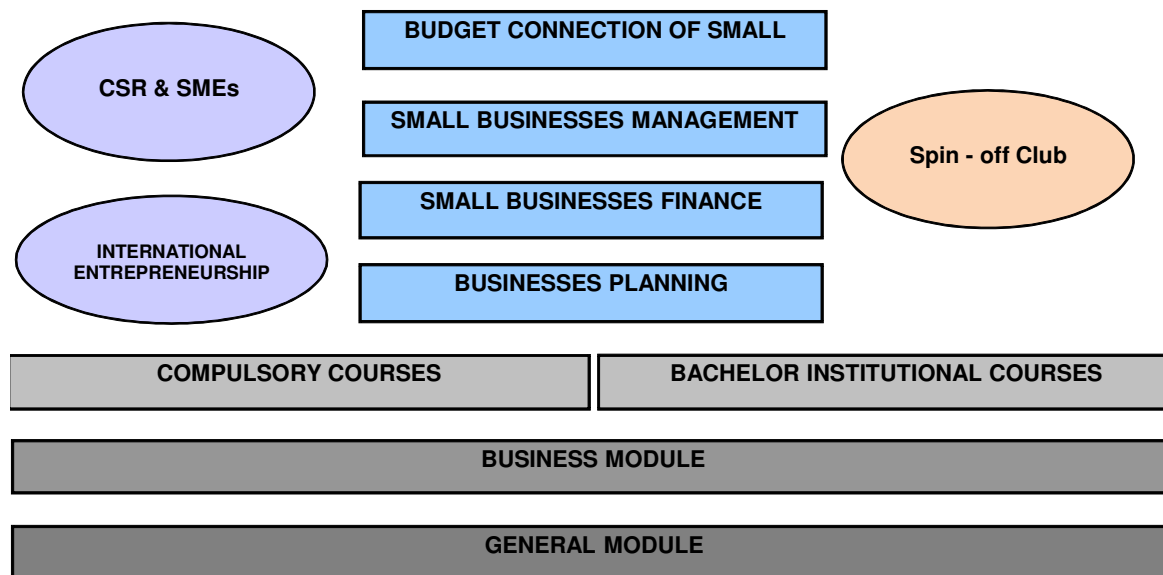 BUDGET CONNECTION OF SMALL
CSR & SMEs
SMALL BUSINESSES MANAGEMENT
Spin - off Club
SMALL BUSINESSES FINANCE
INTERNATIONAL
ENTREPRENEURSHIP
BUSINESSES PLANNING
COMPULSORY COURSES
BACHELOR INSTITUTIONAL COURSES
BUSINESS MODULE
GENERAL MODULE